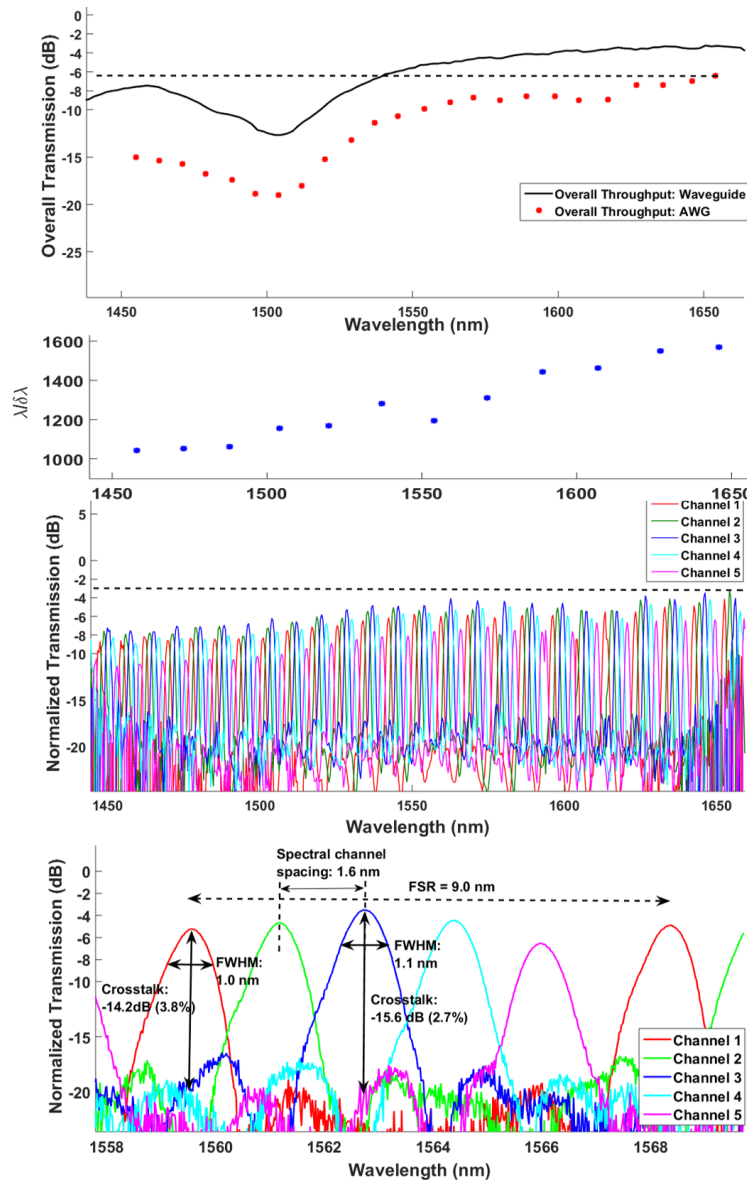 0
-2
-4
-6
-8
-10
-15
-20
-25
Overall Transmission (dB)
Overall Throughput: Waveguide
Overall Throughput: AWG
1450
1500
1550
1600
1650
Wavelength (nm)
1600
1400
1200
1000
λ/δλ
1450
1500
1550
1600
1650
5
0
-2
-4
-6
-8
-10
-15
-20
Normalized Transmission (dB)
Channel 1
Channel 2
Channel 3
Channel 4
Channel 5
1450
1500
1550
1600
1650
Wavelength (nm)
0
-2
-4
-6
-8
-10
-15
-20
Normalized Transmission (dB)
Spectral channel
spacing: 1.6 nm
FSR = 9.0 nm
FWHM:
1.0 nm
FWHM:
1.1 nm
Crosstalk:
-14.2dB (3.8%)
Crosstalk:
-15.6 dB (2.7%)
Channel 1
Channel 2
Channel 3
Channel 4
Channel 5
1558
1560
1562
1564
1566
1568
Wavelength (nm)